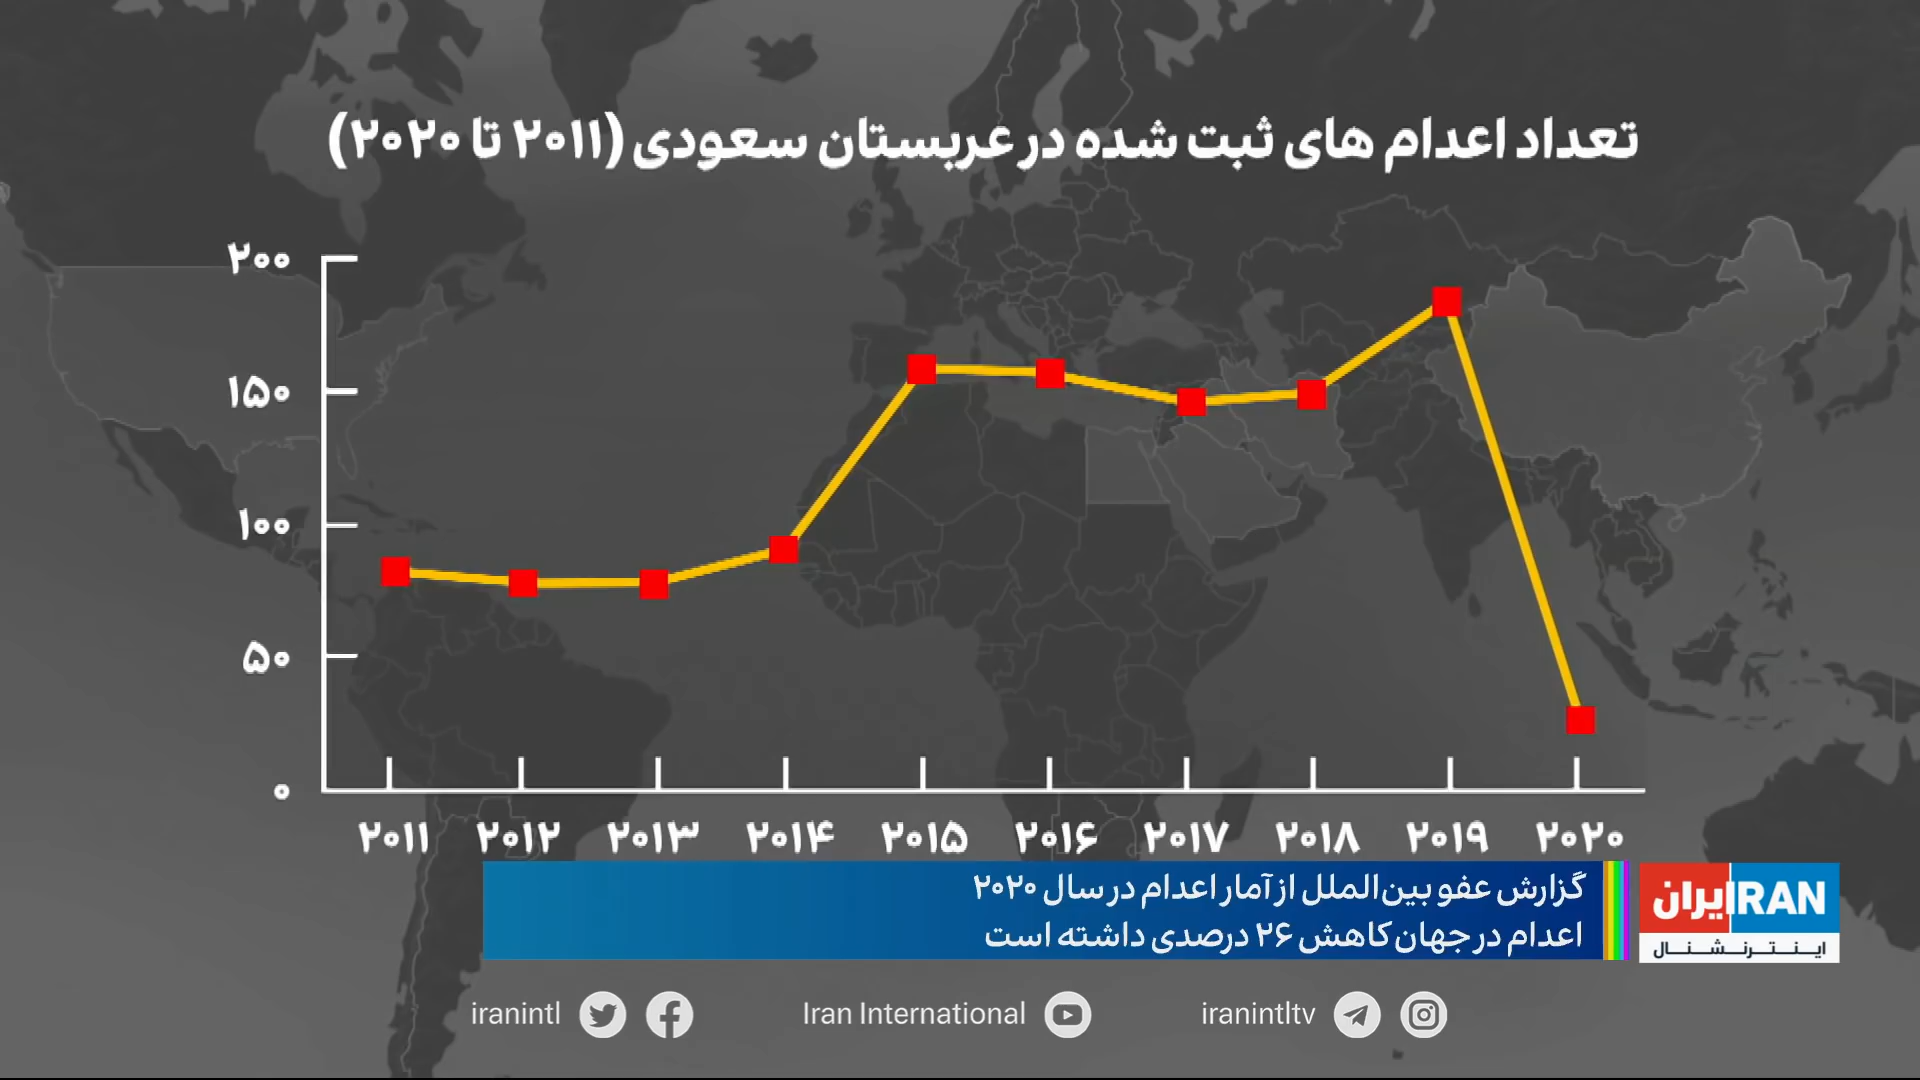 تعداد اعدام های ثبت شده در عربستان سعودی (۲۰۱۱ تا ۲۰۲۰)
۲۰۰
۱۵۰
۱۰۰
۵۰
۰
۲۰۱۱ ۲۰۱۲ ۲۰۱۳ ۲۰۱۴ ۲۰۱۵ ۲۰۱۶ ۲۰۱۷ ۲۰۱۸ ۲۰۱۹ ۲۰۲۰
گزارش عفو بین‌الملل از آمار اعدام در سال ۲۰۲۰
اعدام در جهان کاهش ۲۶ درصدی داشته است
ایران IRAN
اینترنشنال
iranintl Iran International iranintltv